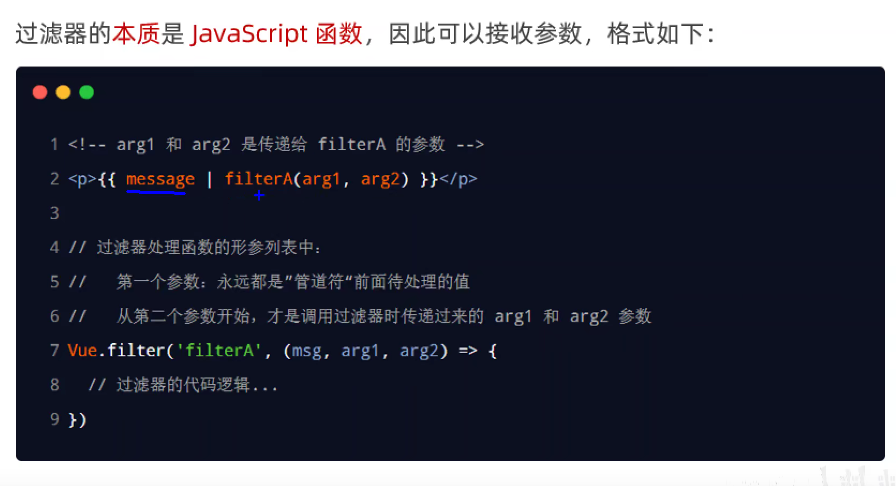 过滤器的本质是 JavaScript 函数，因此可以接收参数，格式如下：
1 <!-- arg1 和 arg2 是传递给 filterA 的参数 -->
2 <p>{{ message | filterA(arg1, arg2) }}</p>
3
4 // 过滤器处理函数的形参列表中：
5 //   第一个参数：永远都是”管道符“前面待处理的值
6 //   从第二个参数开始，才是调用过滤器时传递过来的 arg1 和 arg2 参数
7 Vue.filter('filterA', (msg, arg1, arg2) => {
8   // 过滤器的代码逻辑...
9 })